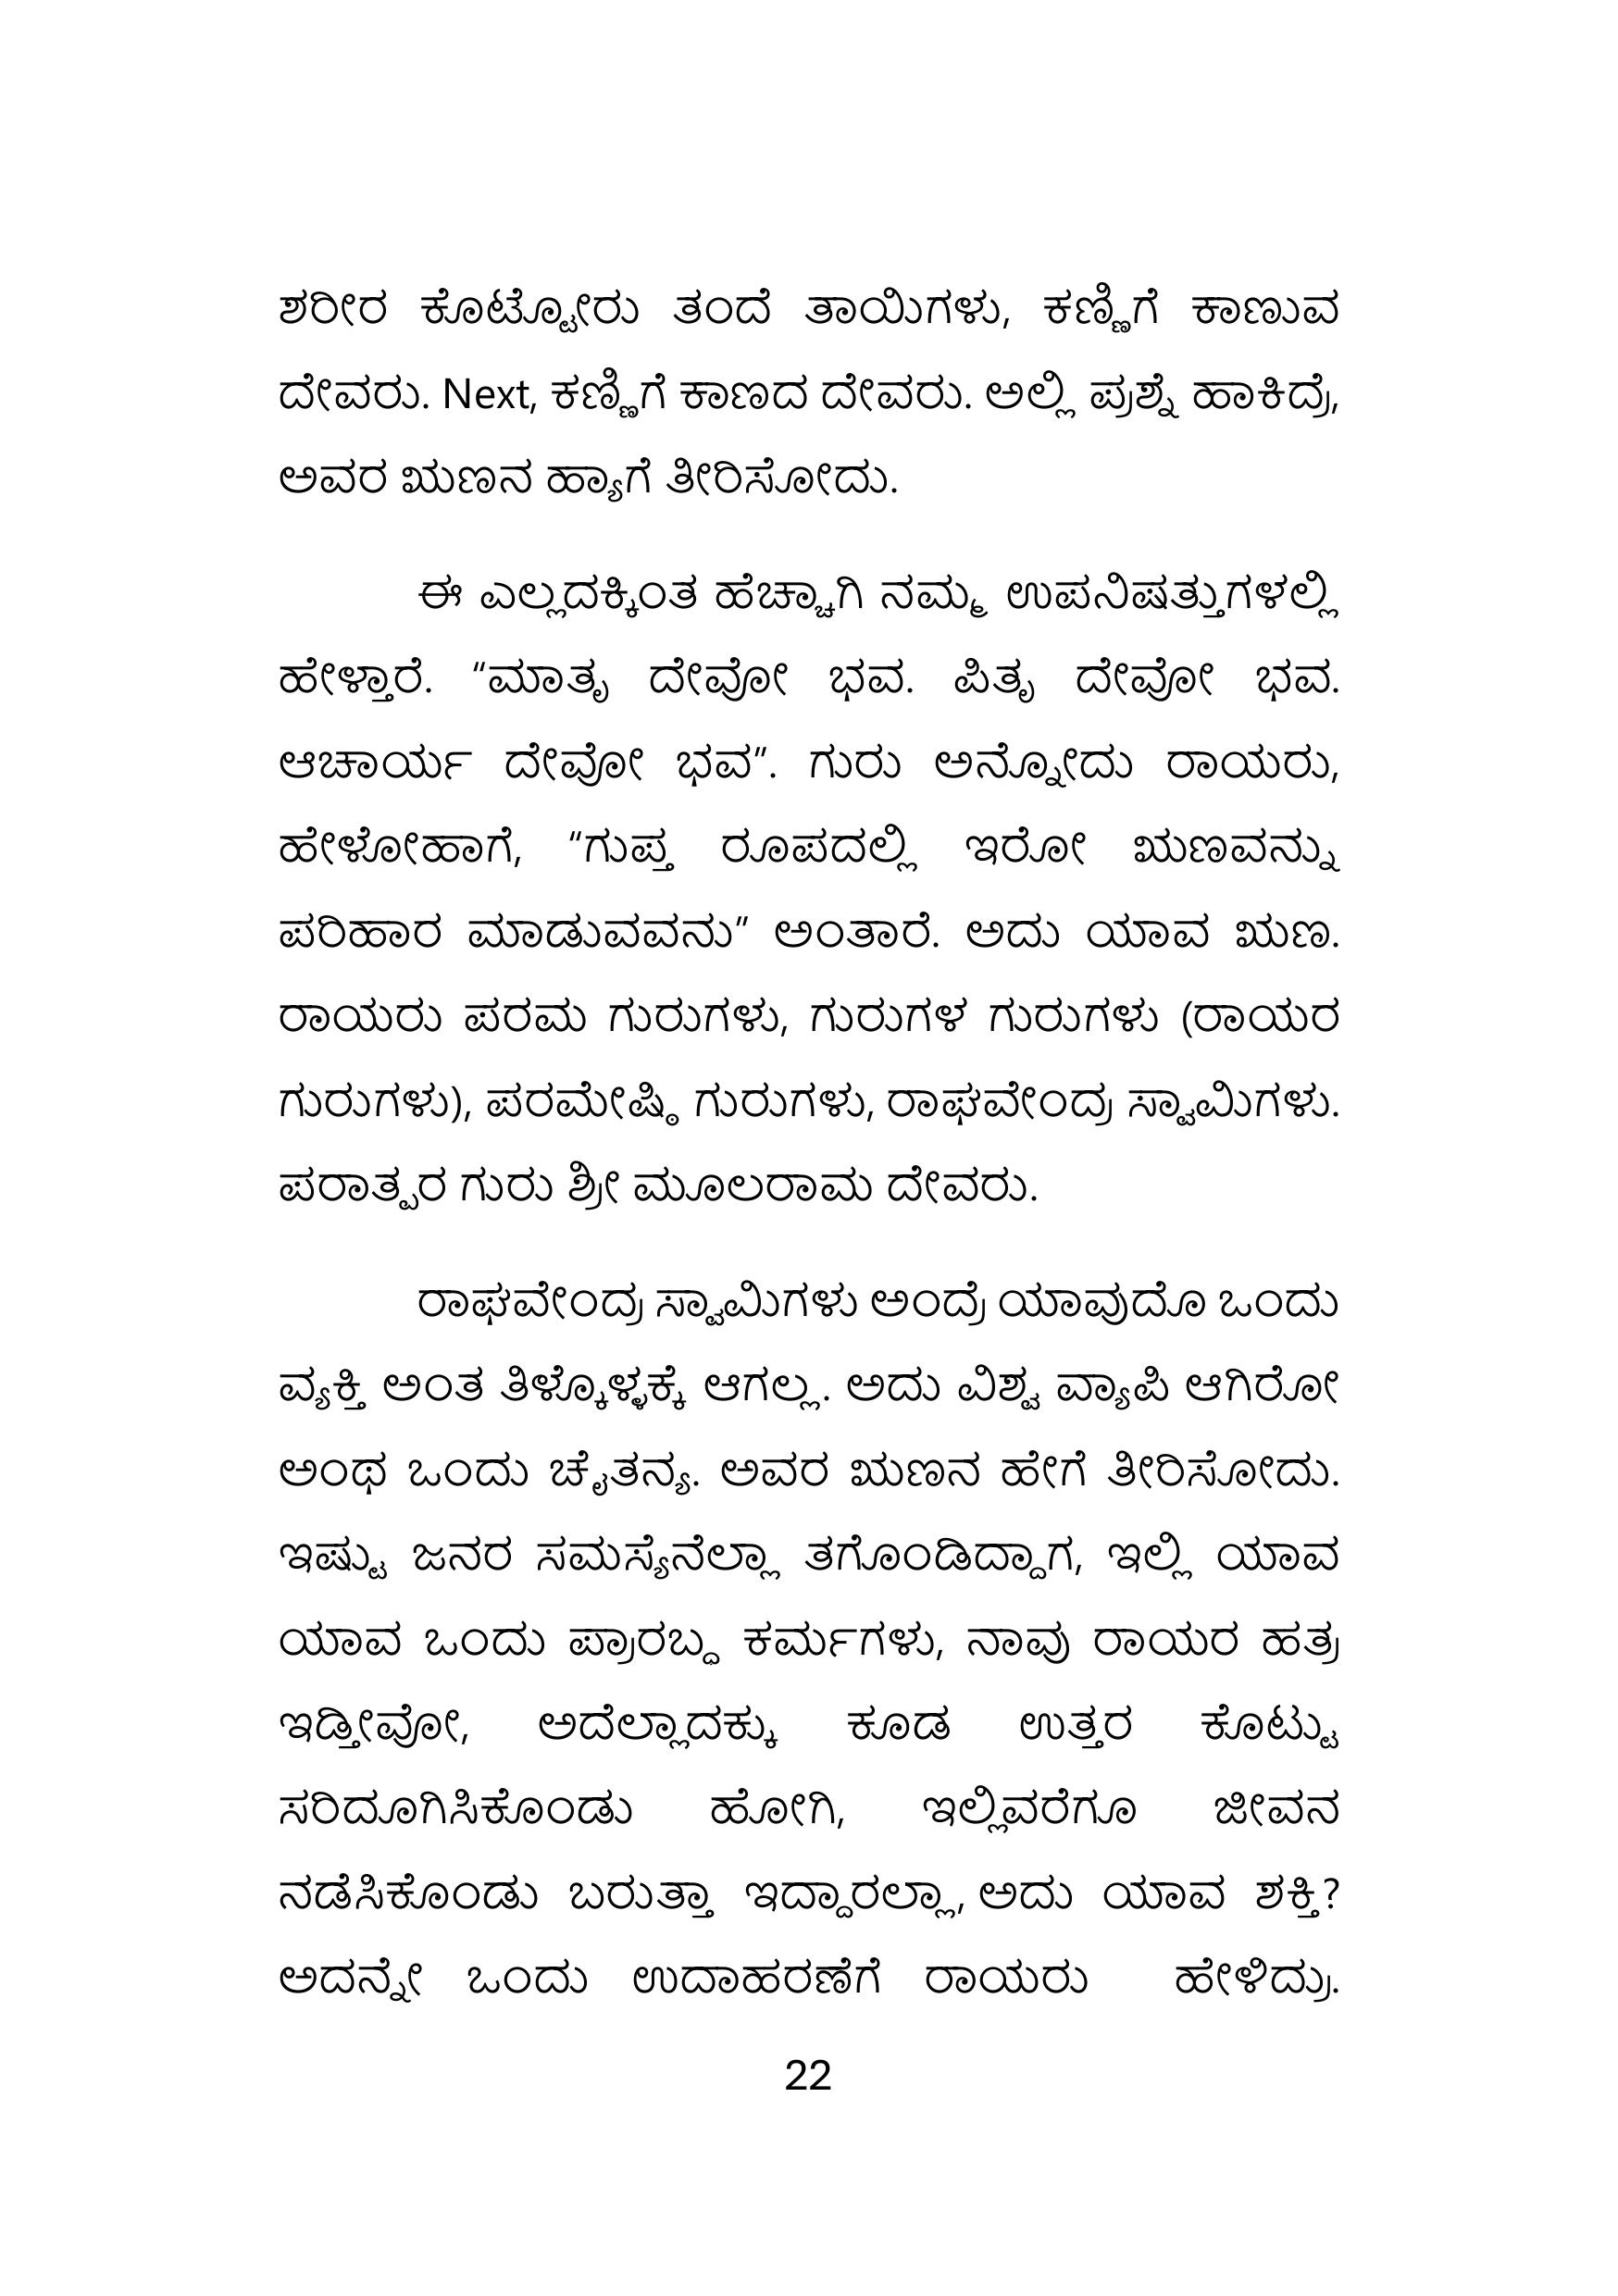 ಶರೀರ ಕೊಟ್ಟೋರು ತಂದೆ ತಾಯಿಗಳು, ಕಣ್ಣಿಗೆ ಕಾಣುವ
ದೇವರು. Next, ಕಣ್ಣಿಗೆ ಕಾಣದ ದೇವರು. ಅಲ್ಲಿ ಪ್ರಶ್ನೆ ಹಾಕಿದ್ರೆ,
ಅವರ ಋಣನ ಹ್ಯಾಗೆ ತೀರಿಸೋದು.
ಈ ಎಲ್ಲದಕ್ಕಿಂತ ಹೆಚ್ಚಾಗಿ ನಮ್ಮ ಉಪನಿಷತ್ತುಗಳಲ್ಲಿ
ಹೇಳ್ತಾರೆ. “ಮಾತೃ ದೇವೋ ಭವ. ಪಿತೃ ದೇವೋ ಭವ.
ಆಚಾರ್ಯ ದೇವೋ ಭವ”. ಗುರು ಅನ್ನೋದು ರಾಯರು,
ಹೇಳೋಹಾಗೆ, “ಗುಪ್ತ ರೂಪದಲ್ಲಿ ಇರೋ ಋಣವನ್ನು
ಪರಿಹಾರ ಮಾಡುವವನು” ಅಂತಾರೆ. ಅದು ಯಾವ ಋಣ.
ರಾಯರು ಪರಮ ಗುರುಗಳು, ಗುರುಗಳ ಗುರುಗಳು (ರಾಯರ
ಗುರುಗಳು), ಪರಮೇಷ್ಠಿ ಗುರುಗಳು, ರಾಘವೇಂದ್ರ ಸ್ವಾಮಿಗಳು.
ಪರಾತ್ಪರ ಗುರು ಶ್ರೀ ಮೂಲರಾಮ ದೇವರು.
ರಾಘವೇಂದ್ರ ಸ್ವಾಮಿಗಳು ಅಂದ್ರೆ ಯಾವುದೊ ಒಂದು
ವ್ಯಕ್ತಿ ಅಂತ ತಿಳ್ಕೊಳ್ಳಕ್ಕೆ ಆಗಲ್ಲ. ಅದು ವಿಶ್ವ ವ್ಯಾಪಿ ಆಗಿರೋ
ಅಂಥ ಒಂದು ಚೈತನ್ಯ. ಅವರ ಋಣನ ಹೇಗೆ ತೀರಿಸೋದು.
ಇಷ್ಟು ಜನರ ಸಮಸ್ಯೆನೆಲ್ಲಾ ತಗೊಂಡಿದ್ದಾಗ, ಇಲ್ಲಿ ಯಾವ
ಯಾವ ಒಂದು ಪ್ರಾರಬ್ಧ ಕರ್ಮಗಳು, ನಾವು ರಾಯರ ಹತ್ರ
ಇಡ್ತೀವೋ, ಅದೆಲ್ಲಾದಕ್ಕು ಕೂಡ ಉತ್ತರ ಕೊಟ್ಟು
ಸರಿದೂಗಿಸಿಕೊಂಡು ಹೋಗಿ, ಇಲ್ಲಿವರೆಗೂ ಜೀವನ
ನಡೆಸಿಕೊಂಡು ಬರುತ್ತಾ ಇದ್ದಾರಲ್ಲಾ, ಅದು ಯಾವ ಶಕ್ತಿ?
ಅದನ್ನೇ ಒಂದು ಉದಾಹರಣೆಗೆ ರಾಯರು ಹೇಳಿದ್ರು.
22